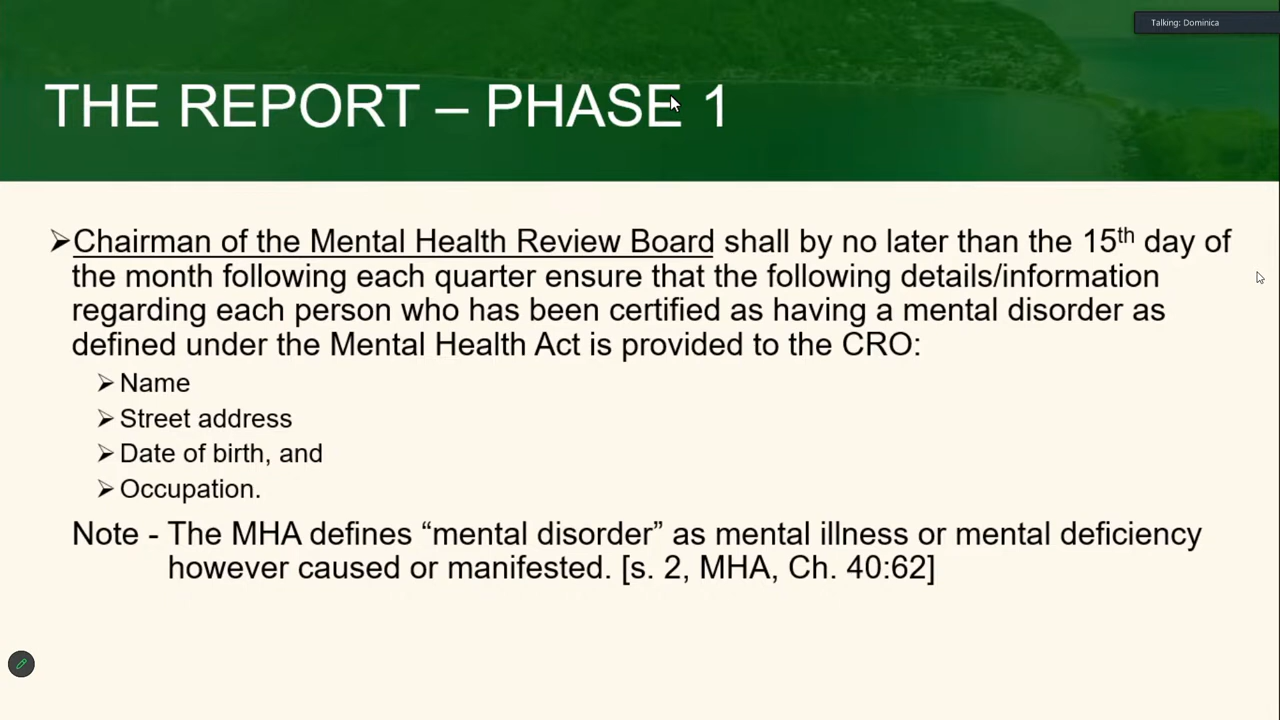 Talking: Dominica
THE REPORT – PHASE 1
➢Chairman of the Mental Health Review Board shall by no later than the 15th day of
the month following each quarter ensure that the following details/information
regarding each person who has been certified as having a mental disorder as
defined under the Mental Health Act is provided to the CRO:
➢Name
➢Street address
➢Date of birth, and
➢Occupation.
Note - The MHA defines “mental disorder” as mental illness or mental deficiency
however caused or manifested. [s. 2, MHA, Ch. 40:62]